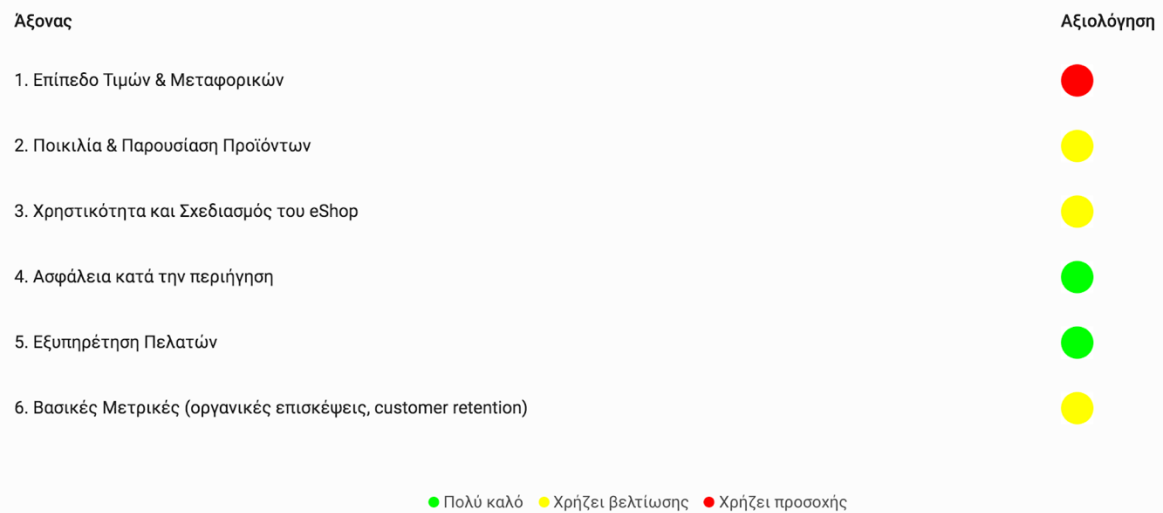 Άξονας Αξιολόγηση
1. Επίπεδο Τιμών & Μεταφορικών
2. Ποικιλία & Παρουσίαση Προϊόντων
3. Χρηστικότητα και Σχεδιασμός του eShop
4. Ασφάλεια κατά την περιήγηση
5. Εξυπηρέτηση Πελατών
6. Βασικές Μετρικές (οργανικές επισκέψεις, customer retention)
Πολύ καλό Χρήζει βελτίωσης Χρήζει προσοχής